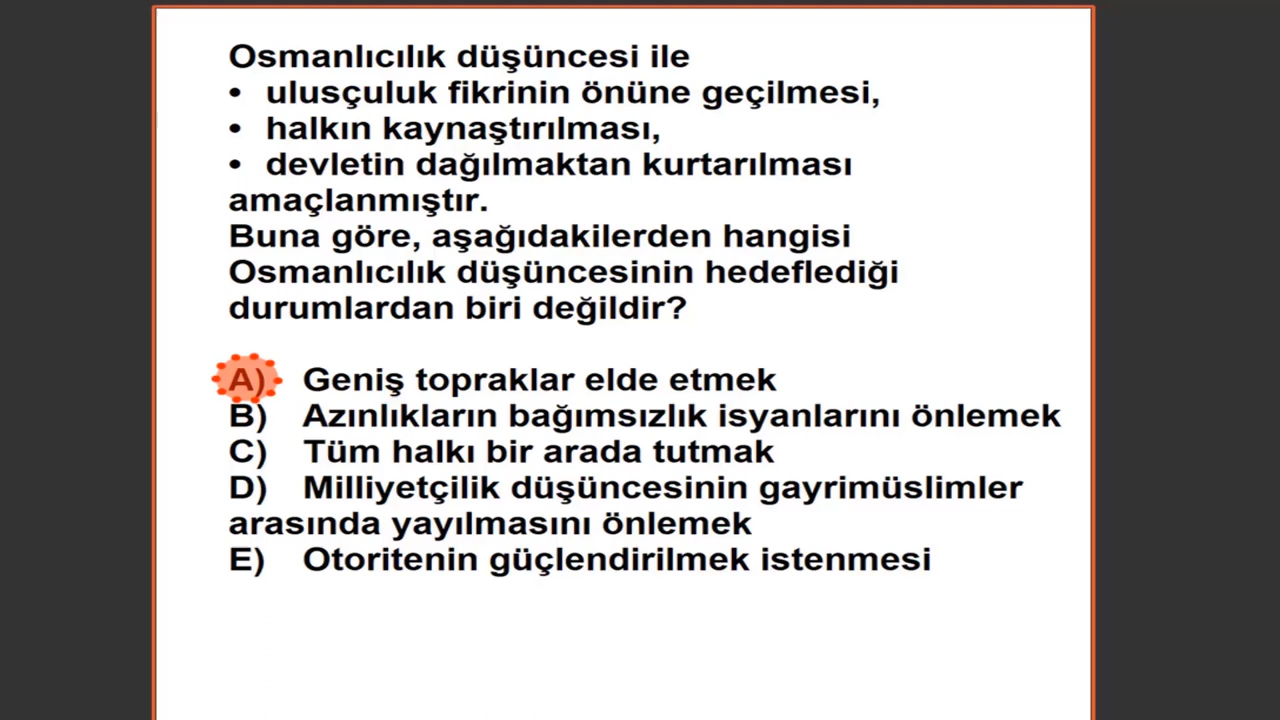 Osmanlıcılık düşüncesi ile
• ulusçuluk fikrinin önüne geçilmesi,
• halkın kaynaştırılması,
• devletin dağılmaktan kurtarılması
amaçlanmıştır.
Buna göre, aşağıdakilerden hangisi
Osmanlıcılık düşüncesinin hedeflediği
durumlardan biri değildir?
A) Geniş topraklar elde etmek
B) Azınlıkların bağımsızlık isyanlarını önlemek
C) Tüm halkı bir arada tutmak
D) Milliyetçilik düşüncesinin gayrimüslimler
arasında yayılmasını önlemek
E) Otoritenin güçlendirilmek istenmesi